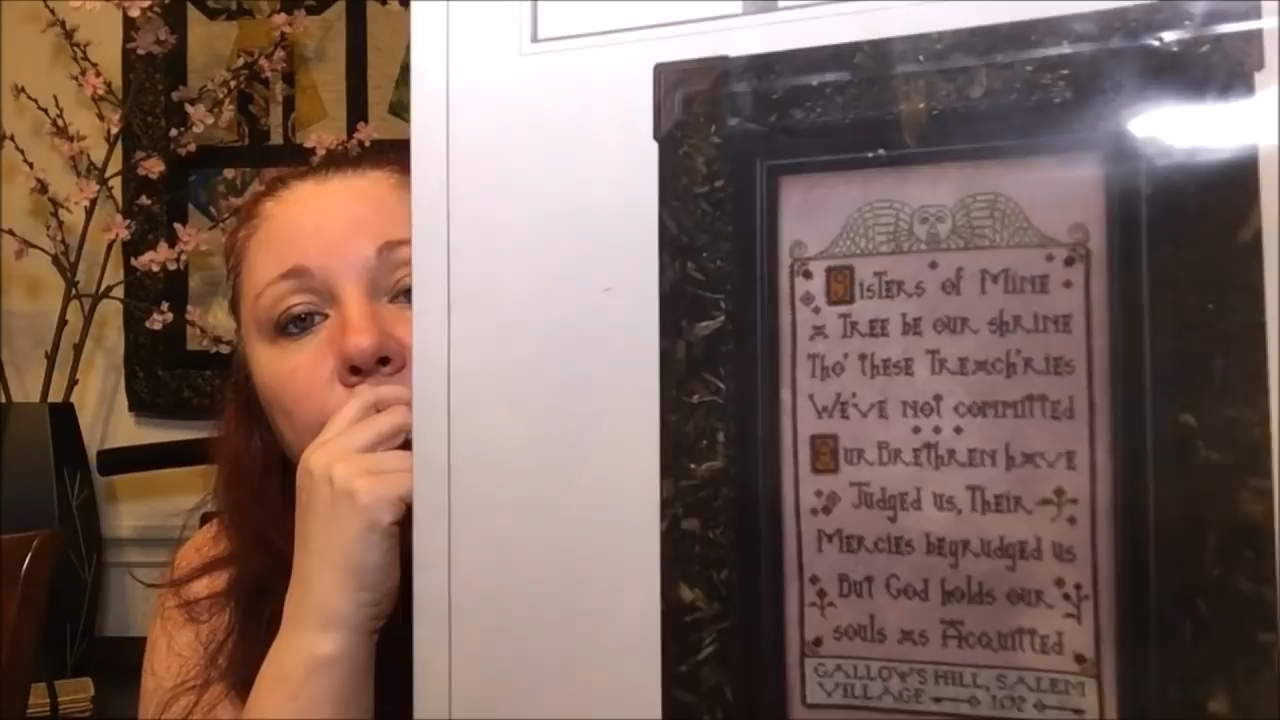 Sisters of Mine
A Tree be our shrine
Tho' these Treach'ries
We've not committed
Our Brethren have
Judged us, Their
Mercies begrudged us
But God holds our
souls as Acquitted
GALLOW'S HILL, SALEM
VILLAGE